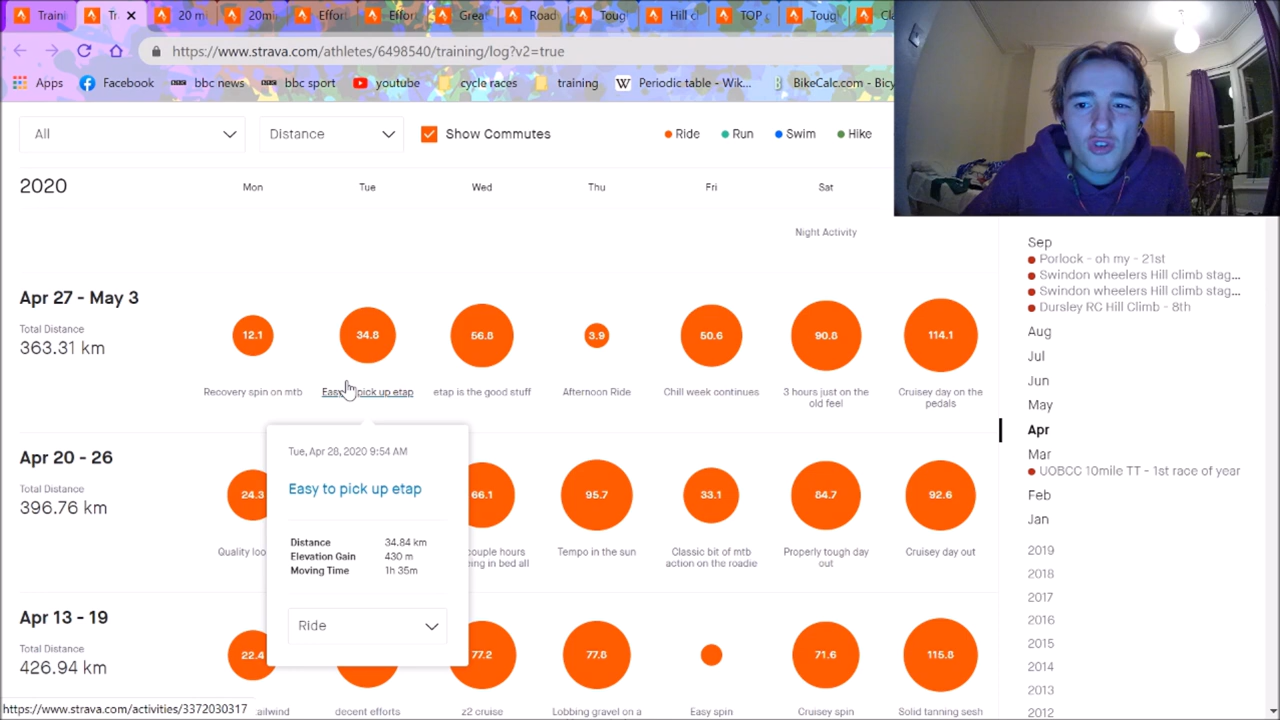 Traini
Tr
20 m
20min
Effort
Effor
Great
Road
Tougl
Hill cl
TOP c
Toug
Cla
https://www.strava.com/athletes/6498540/training/log?v2=true
Apps
Facebook
bbc news
bbc sport
youtube
cycle races
training
Periodic table - Wik...
BikeCalc.com - Bicy
All
Distance
Show Commutes
Ride
Run
Swim
Hike
2020
Mon
Tue
Wed
Thu
Fri
Sat
Night Activity
Apr 27 - May 3
Total Distance
363.31 km
12.1
34.8
56.8
3.9
50.6
90.8
114.1
Recovery spin on mtb
Easy to pick up etap
etap is the good stuff
Afternoon Ride
Chill week continues
3 hours just on the
old feel
Cruisey day on the
pedals
Tue, Apr 28, 2020 9:54 AM
Easy to pick up etap
Distance 34.84 km
Elevation Gain 430 m
Moving Time 1h 35m
Ride
Apr 20 - 26
Total Distance
396.76 km
24.3
66.1
95.7
33.1
84.7
92.6
Quality loo
couple hours
eing in bed all
Tempo in the sun
Classic bit of mtb
action on the roadie
Properly tough day
out
Cruisey day out
Apr 13 - 19
Total Distance
426.94 km
22.4
77.2
77.8
71.6
115.8
ailwind
decent efforts
z2 cruise
Lobbing gravel on a
Easy spin
Cruisey spin
Solid tanning sesh
Sep
Porlock - oh my - 21st
Swindon wheelers Hill climb stag...
Swindon wheelers Hill climb stag...
Dursley RC Hill Climb - 8th
Aug
Jul
Jun
May
Apr
Mar
UOBCC 10mile TT - 1st race of year
Feb
Jan
2019
2018
2017
2016
2015
2014
2013
2012
https://www.strava.com/activities/3372030317